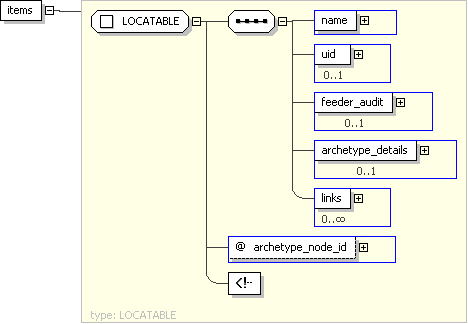 items
LOCATABLE
name
uid
0..1
feeder_audit
0..1
archetype_details
0..1
links
0..∞
@ archetype_node_id
<!--
type: LOCATABLE